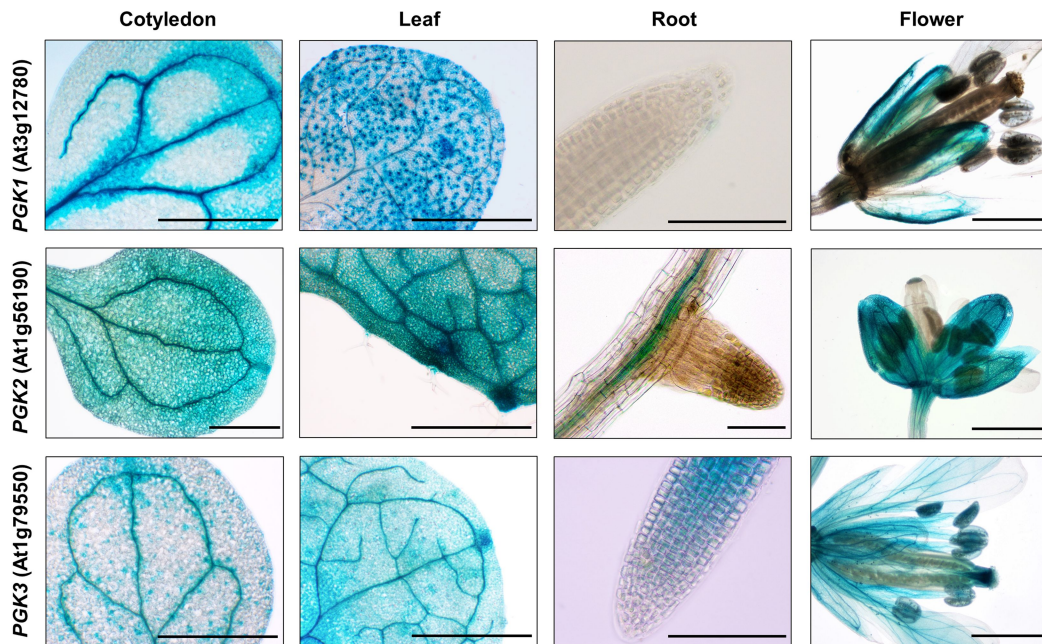 Cotyledon Leaf Root Flower
PGK1 (At3g12780)
PGK2 (At1g56190)
PGK3 (At1g79550)